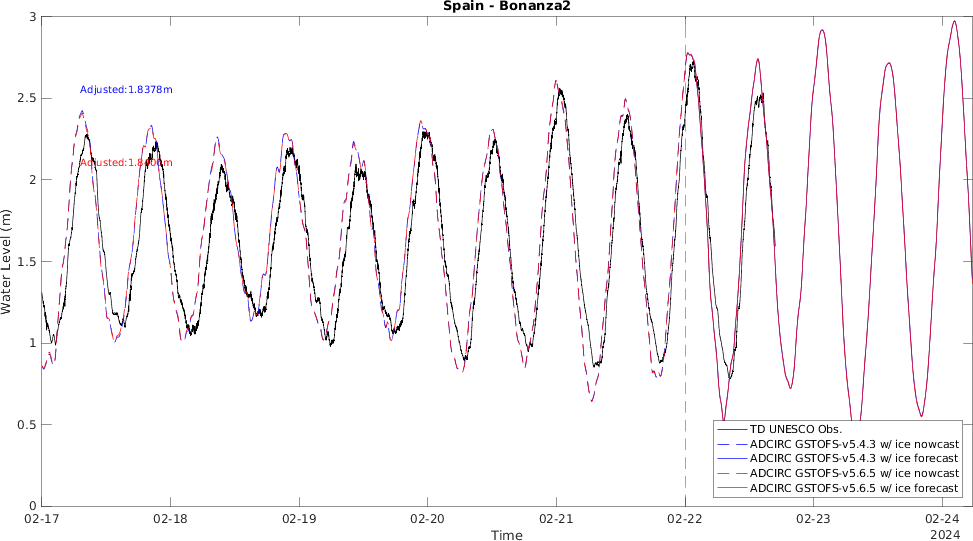 Spain - Bonanza2
3
2.5
2
1.5
1
0.5
0
Water Level (m)
Adjusted:1.8378m
02-17
02-18
02-19
02-20
02-21
02-22
02-23
02-24
2024
Time
TD UNESCO Obs.
ADCIRC GSTOFS-v5.4.3 w/ ice nowcast
ADCIRC GSTOFS-v5.4.3 w/ ice forecast
ADCIRC GSTOFS-v5.6.5 w/ ice nowcast
ADCIRC GSTOFS-v5.6.5 w/ ice forecast